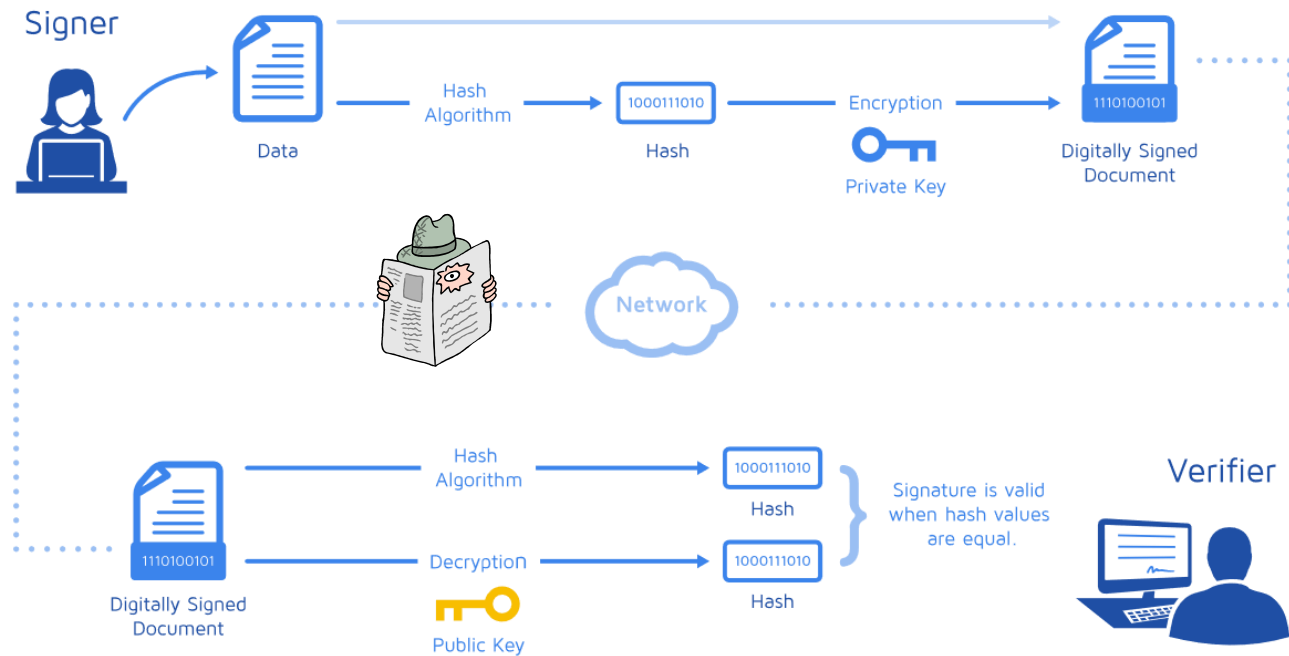 Signer
Data
Hash
Algorithm
1000111010
Hash
Encryption
Private Key
1110100101
Digitally Signed
Document
Network
1110100101
Digitally Signed
Document
Hash
Algorithm
1000111010
Hash
Decryption
Public Key
1000111010
Hash
Signature is valid
when hash values
are equal.
Verifier